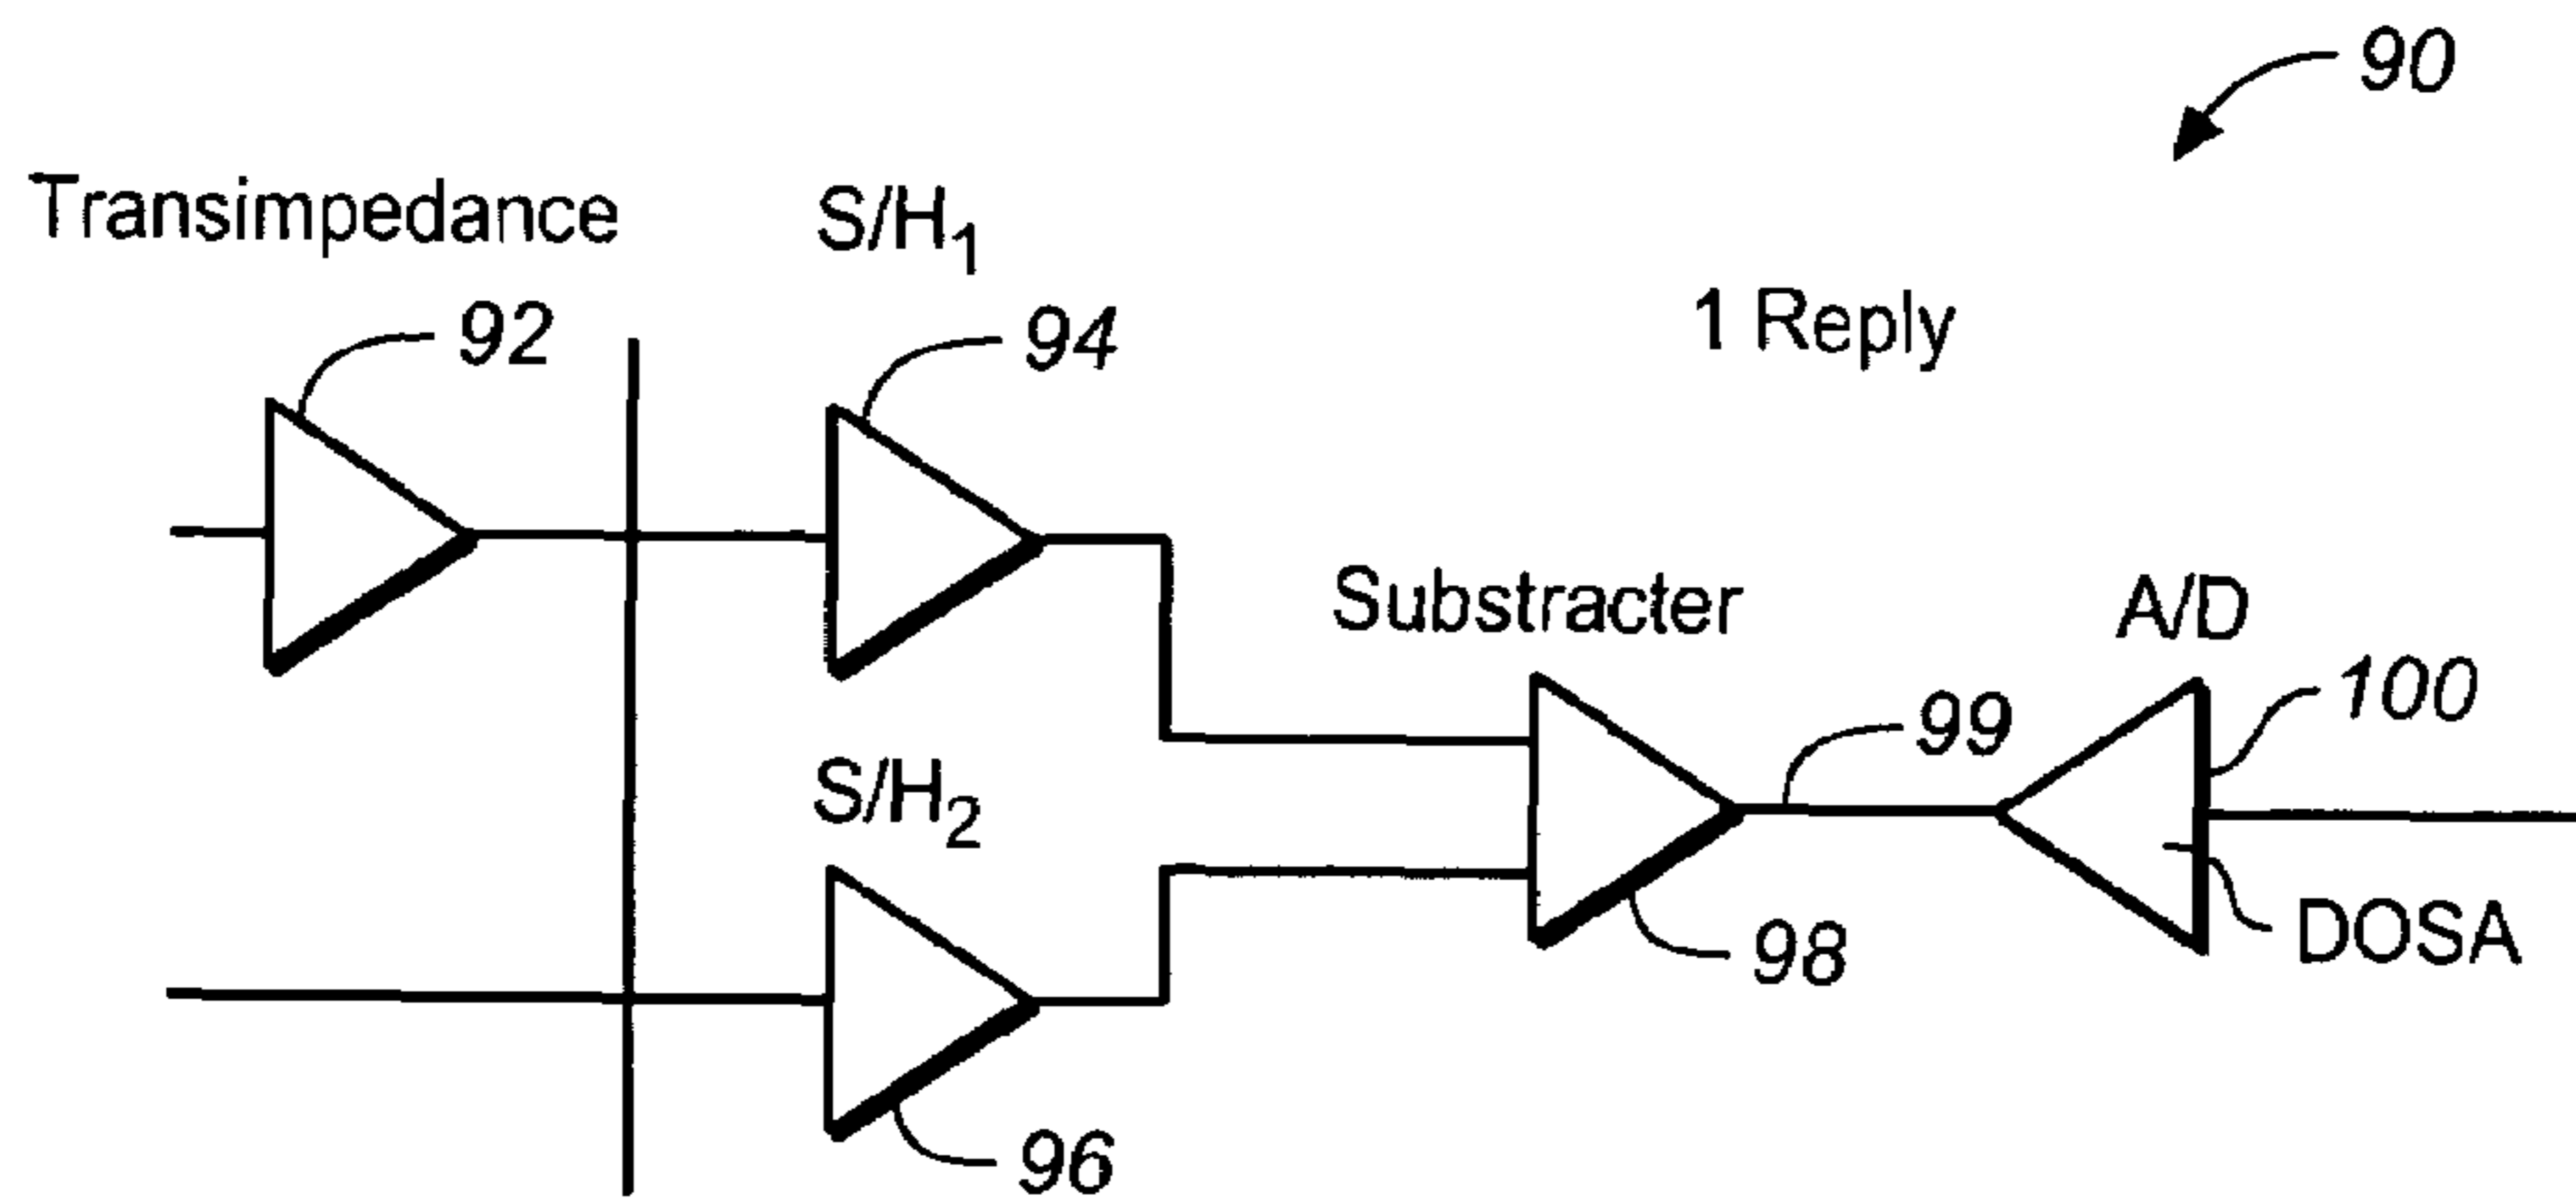 90
Transimpedance
S/H1
1 Reply
92
94
Substracter
A/D
100
99
S/H2
DOSA
98
96